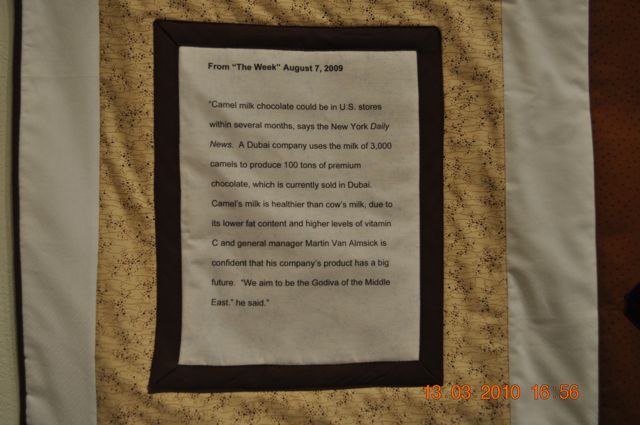 From "The Week" August 7, 2009
"Camel milk chocolate could be in U.S. stores
within several months, says the New York Daily
News. A Dubai company uses the milk of 3,000
camels to produce 100 tons of premium
chocolate, which is currently sold in Dubai.
Camel's milk is healthier than cow's milk, due to
its lower fat content and higher levels of vitamin
C and general manager Martin Van Almsick is
confident that his company's product has a big
future. "We aim to be the Godiva of the Middle
East." he said."
13.03.2010 16:56